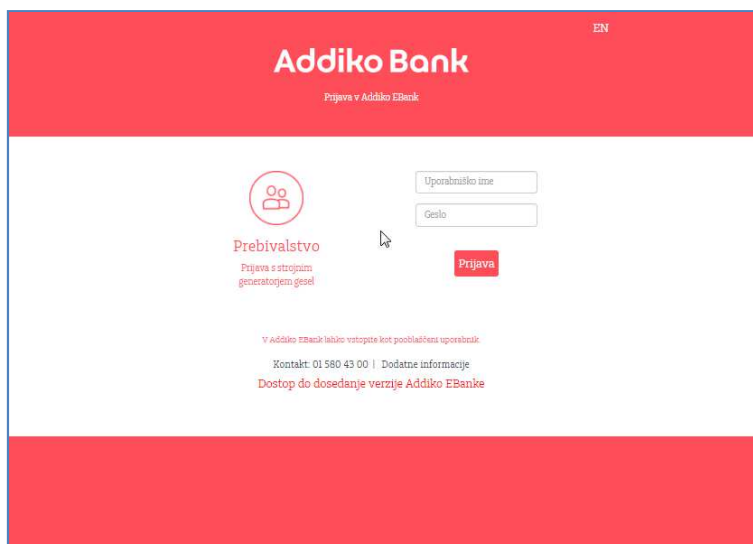 EN
Addiko Bank
Prijava v Addiko EBank
Uporabniško ime
Geslo
Prijava
Prebivalstvo
Prijava s strojnim
generatorjem gesel
V Addiko EBank lahko vstopite kot pooblaščeni uporabnik
Kontakt: 01 580 43 00 | Dodatne informacije
Dostop do dosedanje verzije Addiko EBanke